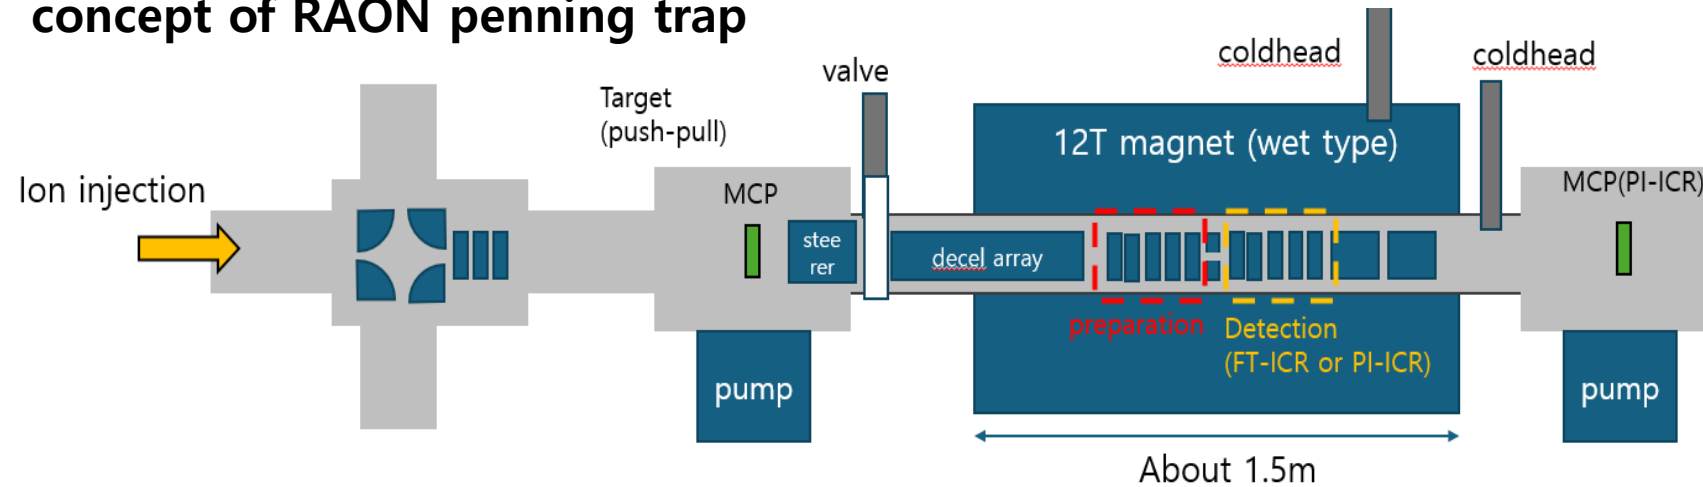 concept of RAON penning trap
coldhead
coldhead
valve
Target
(push-pull)
12T magnet (wet type)
Ion injection
MCP
MCP(PI-ICR)
stee
rer
decel array
preparation
Detection
(FT-ICR or PI-ICR)
pump
pump
About 1.5m